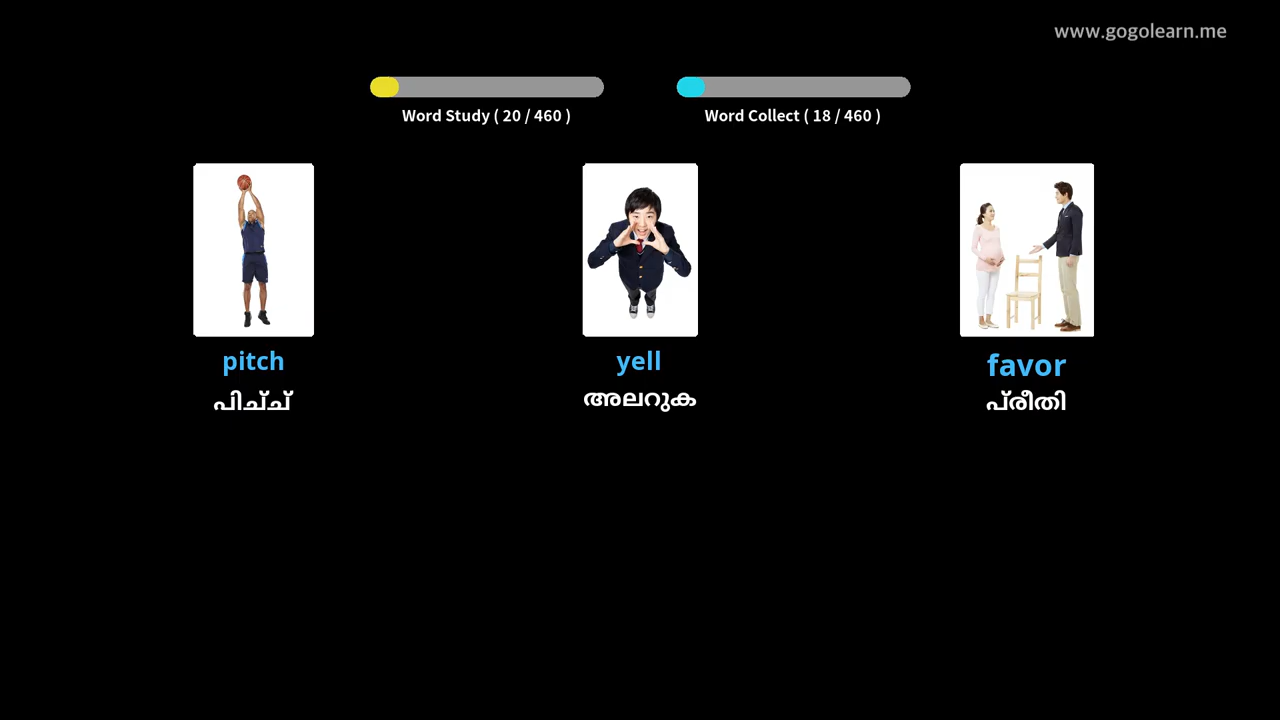 www.gogolearn.me
Word Study ( 20 / 460 )
Word Collect ( 18 / 460 )
pitch
പിച്ച്
yell
അലറുക
favor
പ്രീതി